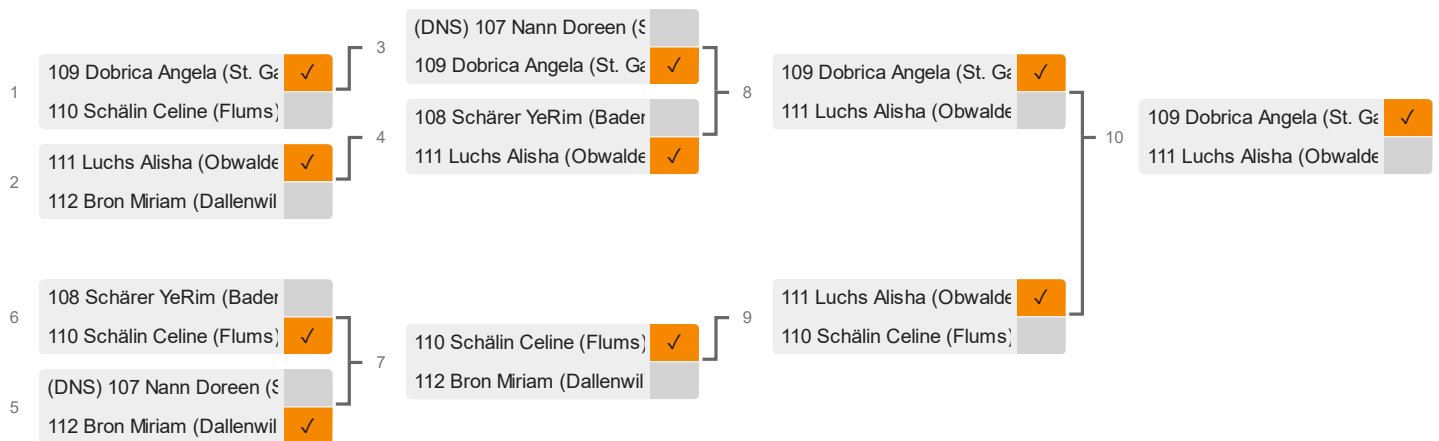 1
109 Dobrica Angela (St. Ga
✓
110 Schälin Celine (Flums)
2
111 Luchs Alisha (Obwalde
✓
112 Bron Miriam (Dallenwil
3
(DNS) 107 Nann Doreen (S
109 Dobrica Angela (St. Ga
✓
4
108 Schärer YeRim (Baden
111 Luchs Alisha (Obwalde
✓
8
109 Dobrica Angela (St. Ga
✓
111 Luchs Alisha (Obwalde
10
109 Dobrica Angela (St. Ga
✓
111 Luchs Alisha (Obwalde
6
108 Schärer YeRim (Baden
110 Schälin Celine (Flums)
✓
5
(DNS) 107 Nann Doreen (S
112 Bron Miriam (Dallenwil
✓
7
110 Schälin Celine (Flums)
✓
112 Bron Miriam (Dallenwil
9
111 Luchs Alisha (Obwalde
✓
110 Schälin Celine (Flums)